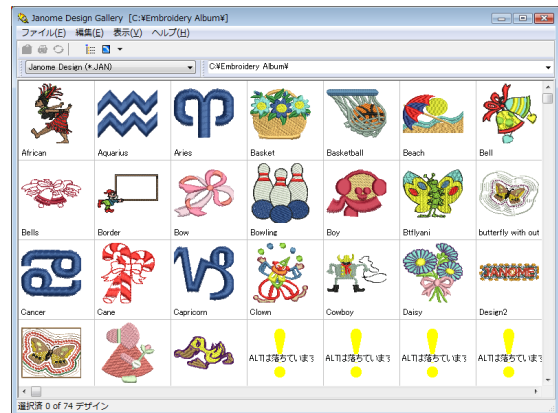 Janome Design Gallery [C:¥Embroidery Album¥]
ファイル(F) 編集(E) 表示(V) ヘルプ(H)
Janome Design (*.JAN) C:¥Embroidery Album¥
African Aquarius Aries Basket Basketball Beach Bell
Bells Border Bow Bowling Boy Btflyani butterfly with out
JANOME
Cancer Cane Capricorn Clown Cowboy Daisy Design2
ALTは落ちています ALTは落ちています ALTは落ちています ALTは落ちています
選択済 0 of 74 デザイン